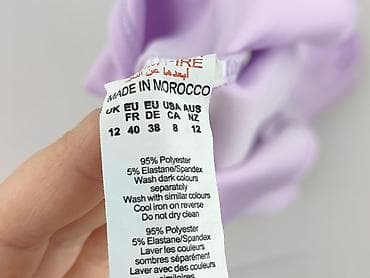 FIRE
أبعدها عن النار
MADE IN MOROCCO
UK EU EU USA AUS
FR DE CA NZ
12 40 38 8 12
95% Polyester
5% Elastane/Spandex
Wash dark colours
separately
Wash with similar colours
Cool iron on reverse
Do not dry clean
95% Polyester
5% Elastane/Spandex
Laver les couleurs
sombres séparément
Laver avec des couleurs
similaires